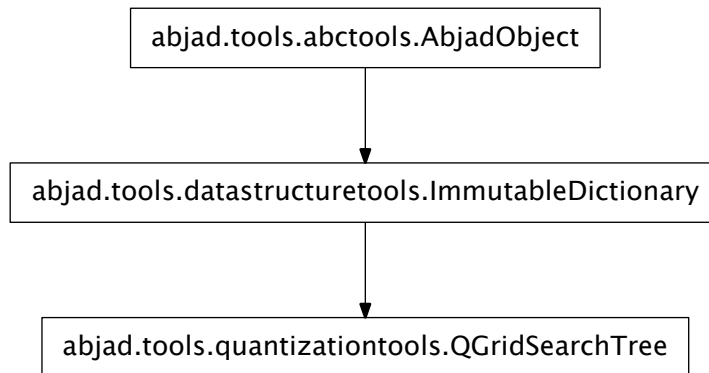 abjad.tools.abctools.AbjadObject
abjad.tools.datastructuretools.ImmutableDictionary
abjad.tools.quantizationtools.QGridSearchTree